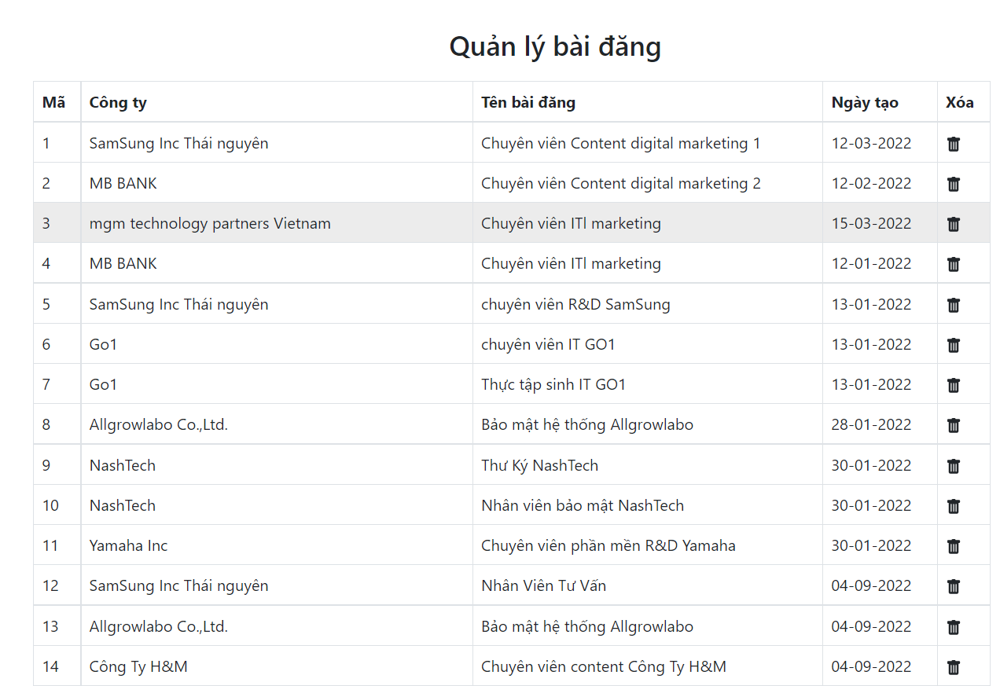 Quản lý bài đăng
Mã Công ty Tên bài đăng Ngày tạo Xóa
1 SamSung Inc Thái nguyên Chuyên viên Content digital marketing 1 12-03-2022
2 MB BANK Chuyên viên Content digital marketing 2 12-02-2022
3 mgm technology partners Vietnam Chuyên viên ITl marketing 15-03-2022
4 MB BANK Chuyên viên ITl marketing 12-01-2022
5 SamSung Inc Thái nguyên chuyên viên R&D SamSung 13-01-2022
6 Go1 chuyên viên IT GO1 13-01-2022
7 Go1 Thực tập sinh IT GO1 13-01-2022
8 Allgrowlabo Co.,Ltd. Bảo mật hệ thống Allgrowlabo 28-01-2022
9 NashTech Thư Ký NashTech 30-01-2022
10 NashTech Nhân viên bảo mật NashTech 30-01-2022
11 Yamaha Inc Chuyên viên phần mền R&D Yamaha 30-01-2022
12 SamSung Inc Thái nguyên Nhân Viên Tư Vấn 04-09-2022
13 Allgrowlabo Co.,Ltd. Bảo mật hệ thống Allgrowlabo 04-09-2022
14 Công Ty H&M Chuyên viên content Công Ty H&M 04-09-2022